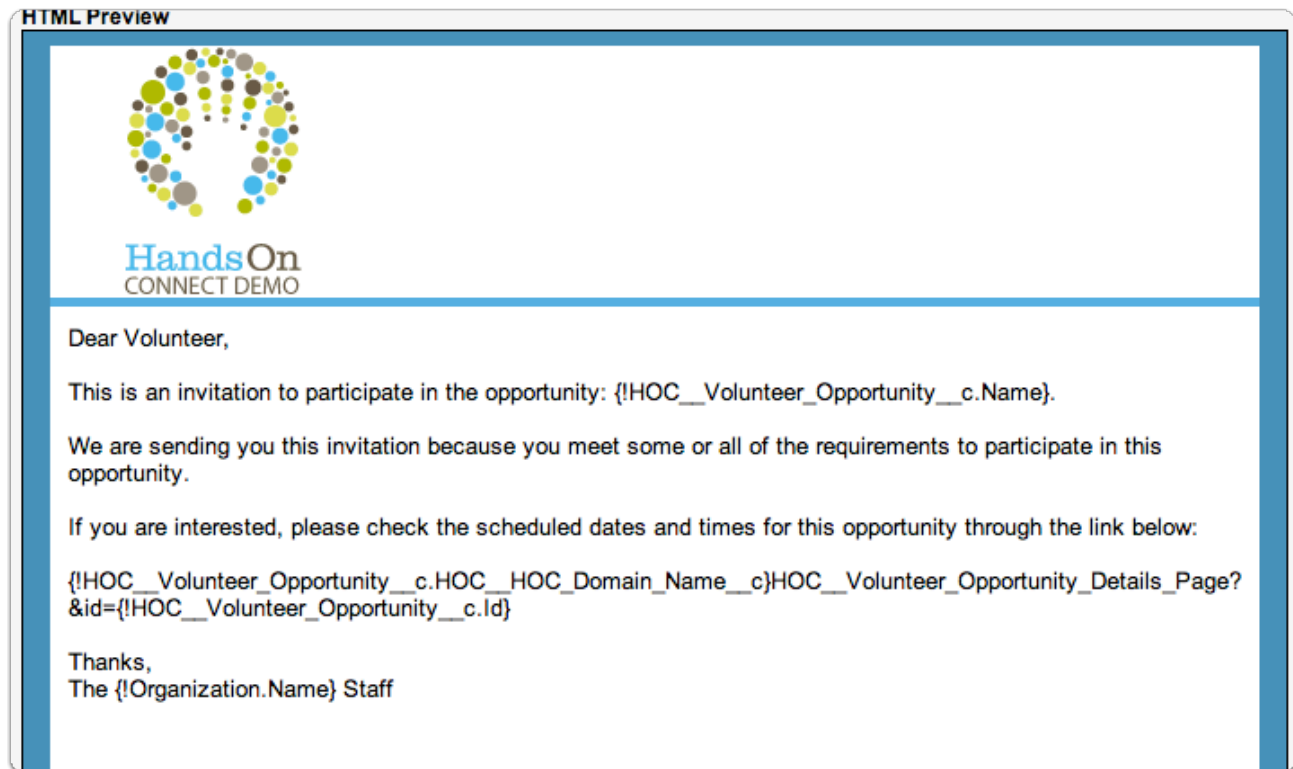 HTML Preview
HandsOn
CONNECT DEMO
Dear Volunteer,
This is an invitation to participate in the opportunity: {!HOC__Volunteer_Opportunity__c.Name}.
We are sending you this invitation because you meet some or all of the requirements to participate in this
opportunity.
If you are interested, please check the scheduled dates and times for this opportunity through the link below:
{!HOC__Volunteer_Opportunity__c.HOC__HOC_Domain_Name__c}HOC__Volunteer_Opportunity_Details_Page?
&id={!HOC__Volunteer_Opportunity__c.Id}
Thanks,
The {!Organization.Name} Staff